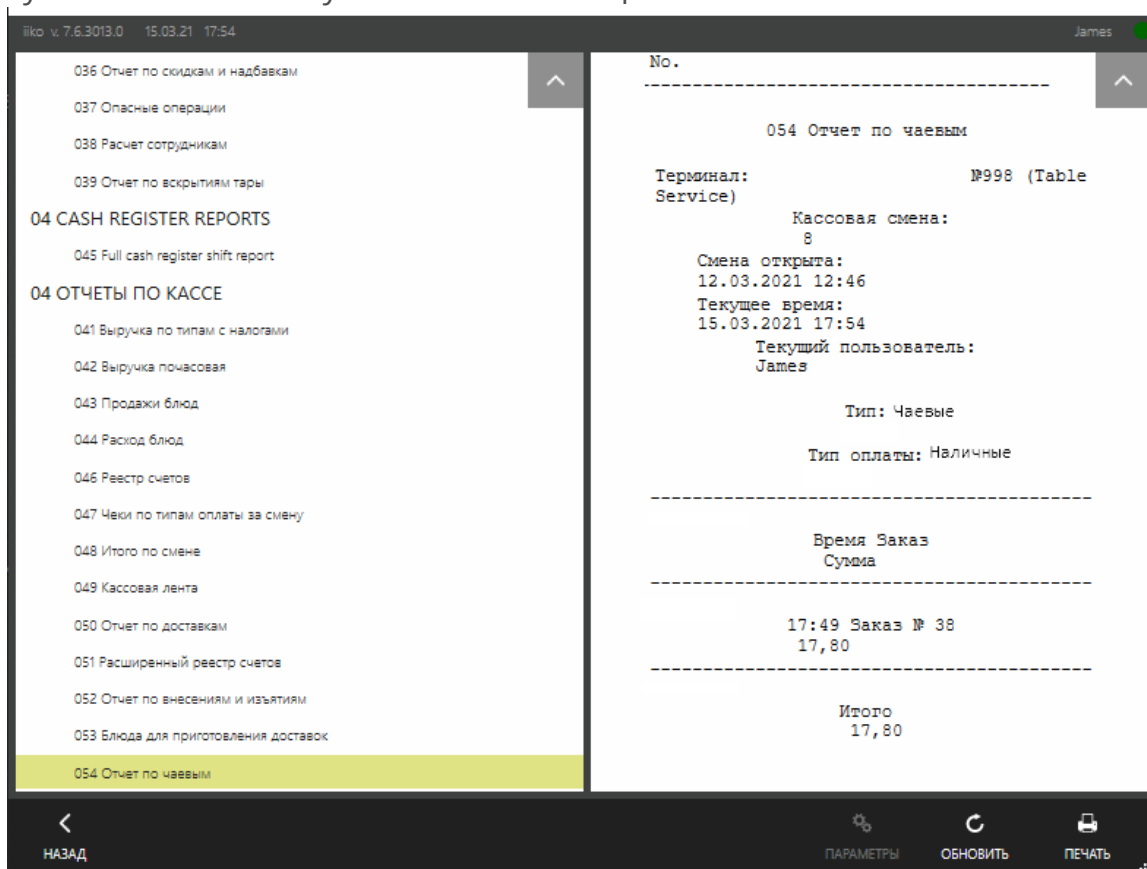 iiko v. 7.6.3013.0 15.03.21 17:54
James
036 Отчет по скидкам и надбавкам
037 Опасные операции
038 Расчет сотрудникам
039 Отчет по вскрытиям тары
04 CASH REGISTER REPORTS
045 Full cash register shift report
04 ОТЧЕТЫ ПО КАССЕ
041 Выручка по типам с налогами
042 Выручка почасовая
043 Продажи блюд
044 Расход блюд
046 Реестр счетов
047 Чеки по типам оплаты за смену
048 Итого по смене
049 Кассовая лента
050 Отчет по доставкам
051 Расширенный реестр счетов
052 Отчет по внесениям и изъятиям
053 Блюда для приготовления доставок
054 Отчет по чаевым
No.
----------------------------------------
054 Отчет по чаевым
Терминал: №998 (Table
Service)
Кассовая смена:
8
Смена открыта:
12.03.2021 12:46
Текущее время:
15.03.2021 17:54
Текущий пользователь:
James
Тип: Чаевые
Тип оплаты: Наличные
------------------------------------------
Время Заказ
Сумма
------------------------------------------
17:49 Заказ № 38
17,80
------------------------------------------
Итого
17,80
НАЗАД
ПАРАМЕТРЫ
ОБНОВИТЬ
ПЕЧАТЬ